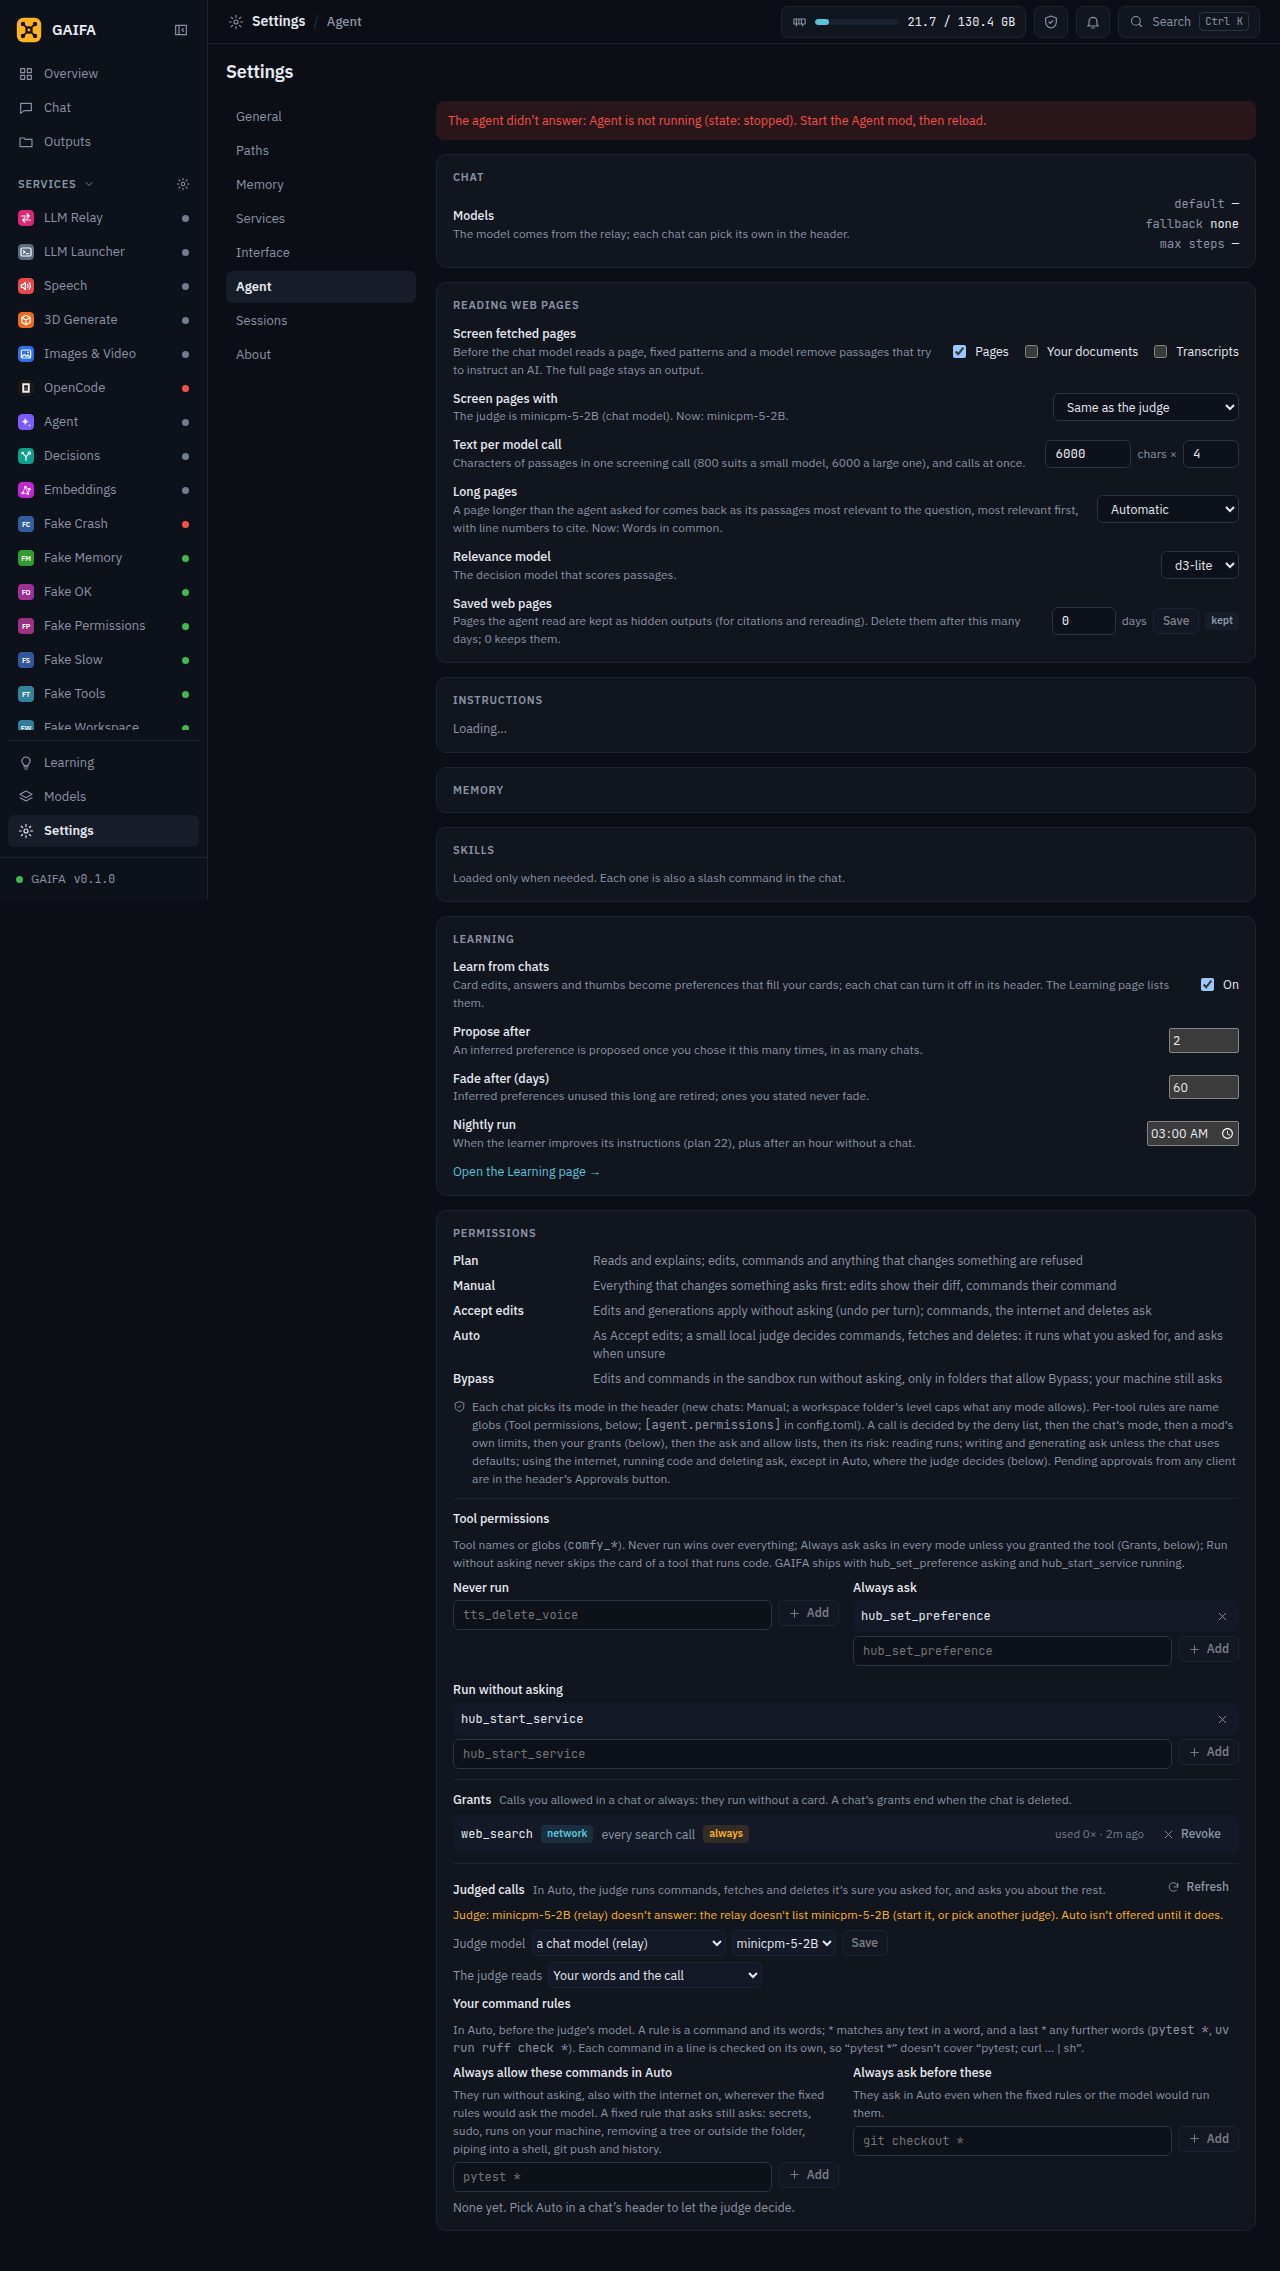 GAIFA
Settings / Agent
21.7 / 130.4 GB
Search Ctrl K
Overview
Chat
Outputs
SERVICES
LLM Relay
LLM Launcher
Speech
3D Generate
Images & Video
OpenCode
Agent
Decisions
Embeddings
FC Fake Crash
FM Fake Memory
FO Fake OK
FP Fake Permissions
FS Fake Slow
FT Fake Tools
FW Fake Workspace
Learning
Models
Settings
GAIFA v0.1.0
Settings
General
Paths
Memory
Services
Interface
Agent
Sessions
About
The agent didn't answer: Agent is not running (state: stopped). Start the Agent mod, then reload.
CHAT
Models
The model comes from the relay; each chat can pick its own in the header.
default —
fallback none
max steps —
READING WEB PAGES
Screen fetched pages
Before the chat model reads a page, fixed patterns and a model remove passages that try
to instruct an AI. The full page stays an output.
Pages Your documents Transcripts
Screen pages with
The judge is minicpm-5-2B (chat model). Now: minicpm-5-2B.
Same as the judge
Text per model call
Characters of passages in one screening call (800 suits a small model, 6000 a large one), and calls at once.
6000 chars × 4
Long pages
A page longer than the agent asked for comes back as its passages most relevant to the question, most relevant first,
with line numbers to cite. Now: Words in common.
Automatic
Relevance model
The decision model that scores passages.
d3-lite
Saved web pages
Pages the agent read are kept as hidden outputs (for citations and rereading). Delete them after this many
days; 0 keeps them.
0 days Save kept
INSTRUCTIONS
Loading...
MEMORY
SKILLS
Loaded only when needed. Each one is also a slash command in the chat.
LEARNING
Learn from chats
Card edits, answers and thumbs become preferences that fill your cards; each chat can turn it off in its header. The Learning page lists
them.
On
Propose after
An inferred preference is proposed once you chose it this many times, in as many chats.
2
Fade after (days)
Inferred preferences unused this long are retired; ones you stated never fade.
60
Nightly run
When the learner improves its instructions (plan 22), plus after an hour without a chat.
03:00 AM
Open the Learning page →
PERMISSIONS
Plan Reads and explains; edits, commands and anything that changes something are refused
Manual Everything that changes something asks first: edits show their diff, commands their command
Accept edits Edits and generations apply without asking (undo per turn); commands, the internet and deletes ask
Auto As Accept edits; a small local judge decides commands, fetches and deletes: it runs what you asked for, and asks
when unsure
Bypass Edits and commands in the sandbox run without asking, only in folders that allow Bypass; your machine still asks
Each chat picks its mode in the header (new chats: Manual; a workspace folder's level caps what any mode allows). Per-tool rules are name
globs (Tool permissions, below; [agent.permissions] in config.toml). A call is decided by the deny list, then the chat's mode, then a mod's
own limits, then your grants (below), then the ask and allow lists, then its risk: reading runs; writing and generating ask unless the chat uses
defaults; using the internet, running code and deleting ask, except in Auto, where the judge decides (below). Pending approvals from any client
are in the header's Approvals button.
Tool permissions
Tool names or globs (comfy_*). Never run wins over everything; Always ask asks in every mode unless you granted the tool (Grants, below); Run
without asking never skips the card of a tool that runs code. GAIFA ships with hub_set_preference asking and hub_start_service running.
Never run
tts_delete_voice + Add
Always ask
hub_set_preference ×
hub_set_preference + Add
Run without asking
hub_start_service ×
hub_start_service + Add
Grants Calls you allowed in a chat or always: they run without a card. A chat's grants end when the chat is deleted.
web_search network every search call always used 0× · 2m ago × Revoke
Judged calls In Auto, the judge runs commands, fetches and deletes it's sure you asked for, and asks you about the rest. Refresh
Judge: minicpm-5-2B (relay) doesn't answer: the relay doesn't list minicpm-5-2B (start it, or pick another judge). Auto isn't offered until it does.
Judge model a chat model (relay) minicpm-5-2B Save
The judge reads Your words and the call
Your command rules
In Auto, before the judge's model. A rule is a command and its words; * matches any text in a word, and a last * any further words (pytest *, uv
run ruff check *). Each command in a line is checked on its own, so “pytest *” doesn't cover “pytest; curl ... | sh”.
Always allow these commands in Auto
They run without asking, also with the internet on, wherever the fixed
rules would ask the model. A fixed rule that asks still asks: secrets,
sudo, runs on your machine, removing a tree or outside the folder,
piping into a shell, git push and history.
pytest * + Add
Always ask before these
They ask in Auto even when the fixed rules or the model would run
them.
git checkout * + Add
None yet. Pick Auto in a chat's header to let the judge decide.